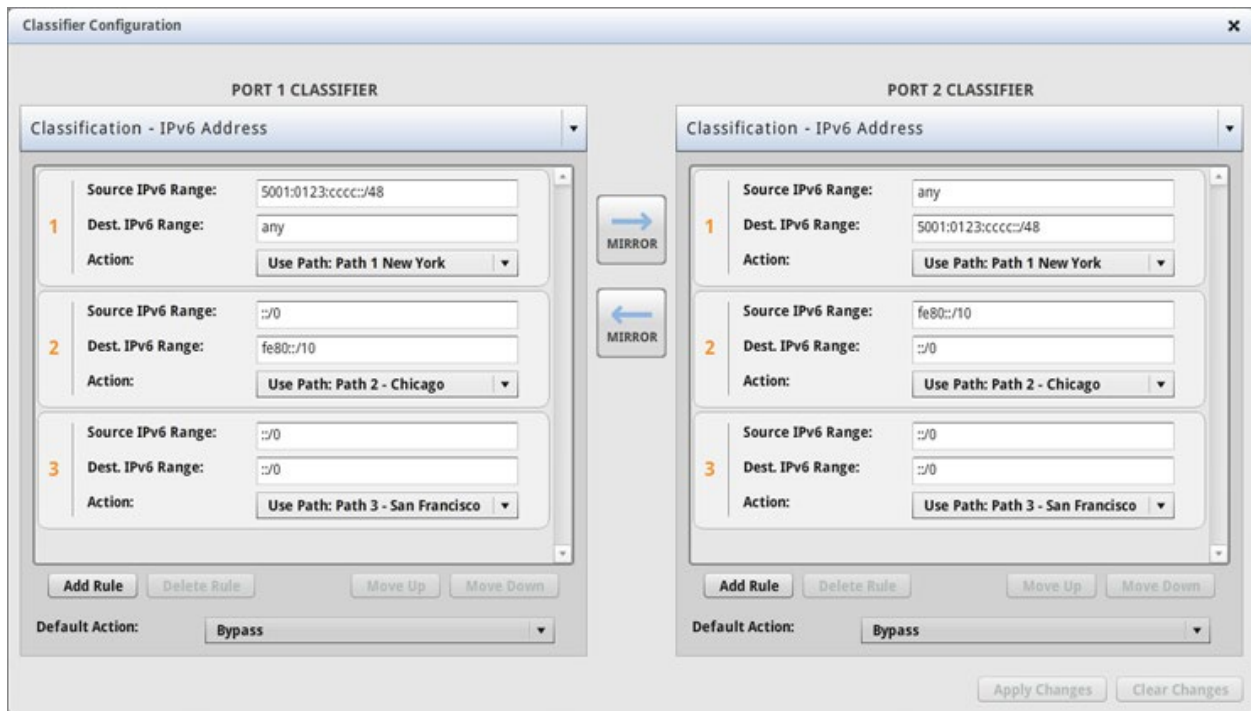 Classifier Configuration
PORT 1 CLASSIFIER
Classification - IPv6 Address
1
Source IPv6 Range: 5001:0123:cccc::/48
Dest. IPv6 Range: any
Action: Use Path: Path 1 New York
2
Source IPv6 Range: ::/0
Dest. IPv6 Range: fe80::/10
Action: Use Path: Path 2 - Chicago
3
Source IPv6 Range: ::/0
Dest. IPv6 Range: ::/0
Action: Use Path: Path 3 - San Francisco
Add Rule Delete Rule Move Up Move Down
Default Action: Bypass
MIRROR
MIRROR
PORT 2 CLASSIFIER
Classification - IPv6 Address
1
Source IPv6 Range: any
Dest. IPv6 Range: 5001:0123:cccc::/48
Action: Use Path: Path 1 New York
2
Source IPv6 Range: fe80::/10
Dest. IPv6 Range: ::/0
Action: Use Path: Path 2 - Chicago
3
Source IPv6 Range: ::/0
Dest. IPv6 Range: ::/0
Action: Use Path: Path 3 - San Francisco
Add Rule Delete Rule Move Up Move Down
Default Action: Bypass
Apply Changes Clear Changes